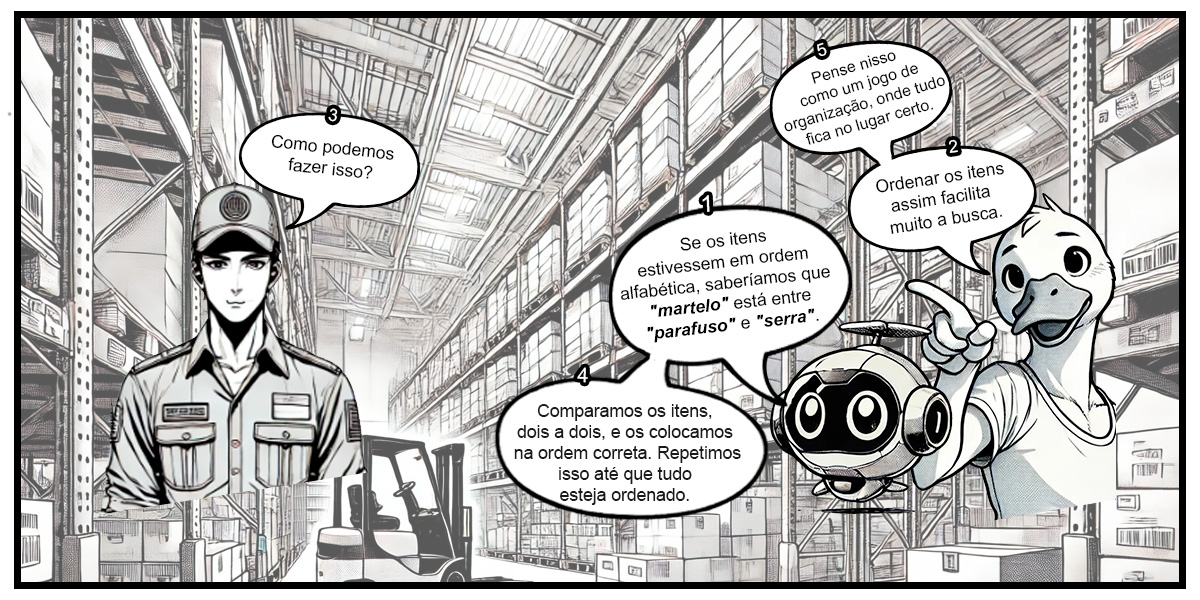 1
Se os itens
estivessem em ordem
alfabética, saberíamos que
"martelo" está entre
"parafuso" e "serra".
2
Ordenar os itens
assim facilita
muito a busca.
3
Como podemos
fazer isso?
4
Comparamos os itens,
dois a dois, e os colocamos
na ordem correta. Repetimos
isso até que tudo
esteja ordenado.
5
Pense nisso
como um jogo de
organização, onde tudo
fica no lugar certo.